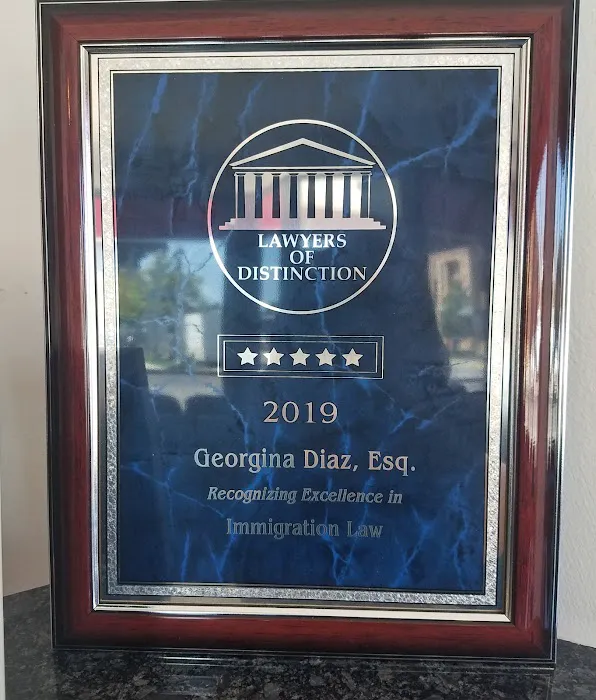 LAWYERS
OF
DISTINCTION
2019
Georgina Diaz, Esq.
Recognizing Excellence in
Immigration Law